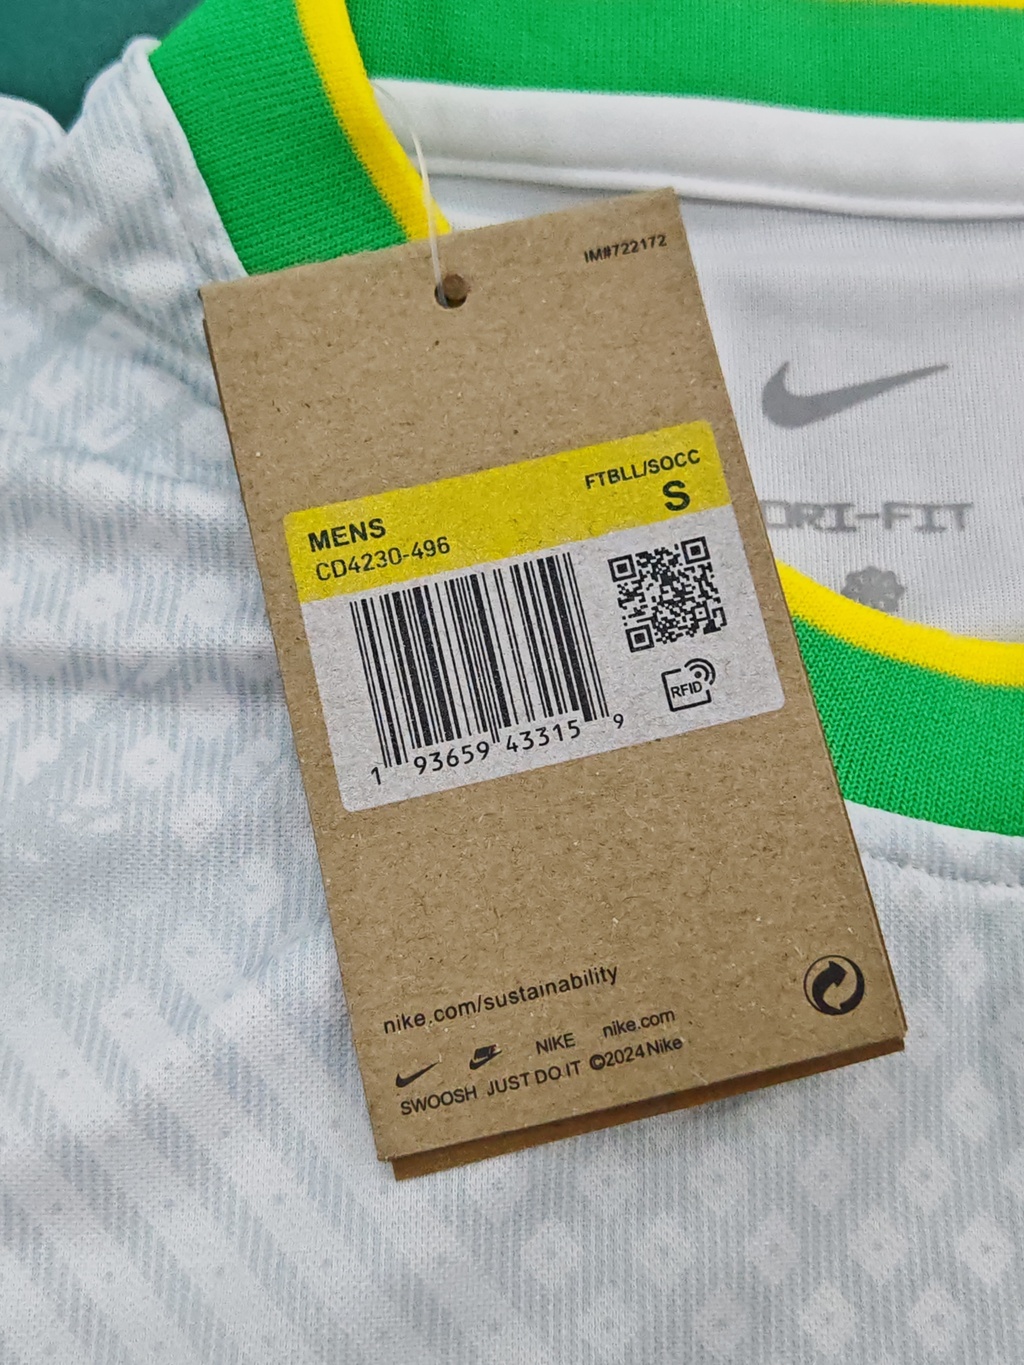 IM#722172
FTBLL/SOCC
MENS
S
CD4230-496
RFID
1 93659 43315 9
nike.com/sustainability
NIKE nike.com
SWOOSH JUST DO IT ©2024 Nike
DRI-FIT